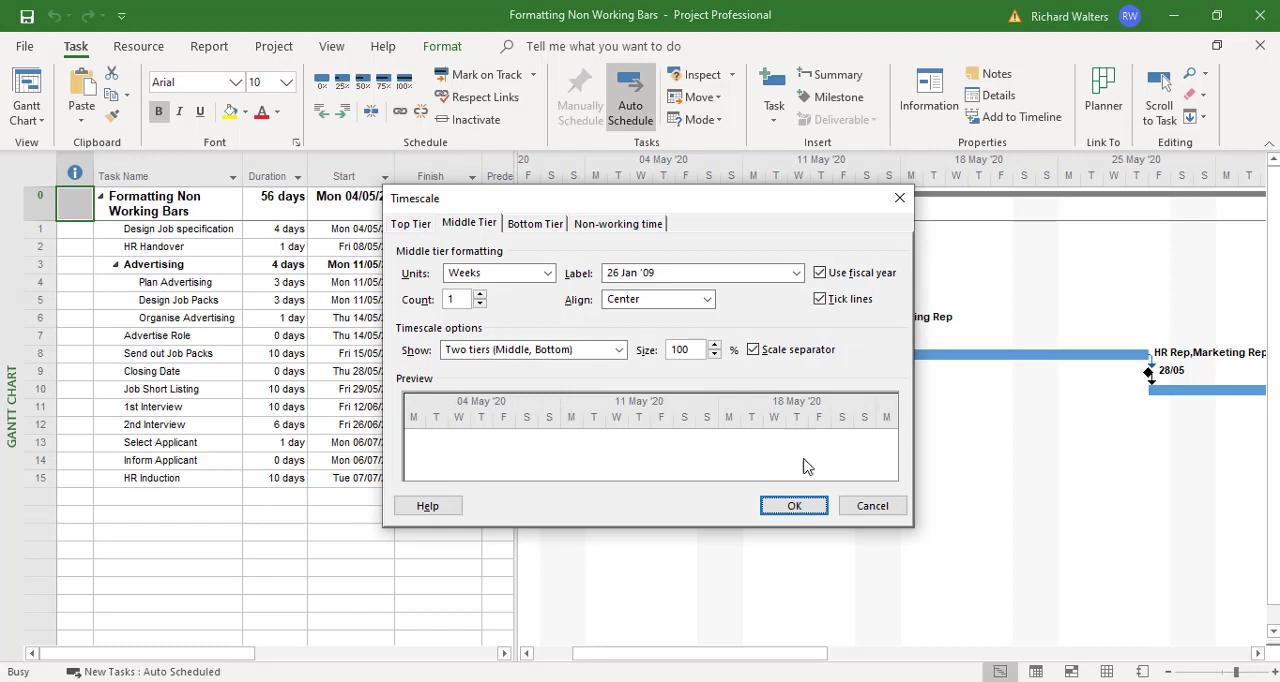 Formatting Non Working Bars - Project Professional
Richard Walters RW
File Task Resource Report Project View Help Format Tell me what you want to do
Gantt Chart
View
Paste
Clipboard
Arial 10
B I U A
Font
0% 25% 50% 75% 100%
Mark on Track
Respect Links
Inactivate
Schedule
Manually Schedule
Auto Schedule
Inspect
Move
Mode
Tasks
Task
Summary
Milestone
Deliverable
Insert
Information
Notes
Details
Add to Timeline
Properties
Planner
Link To
Scroll to Task
Editing
Task Name Duration Start Finish Prede
20 04 May '20 11 May '20 18 May '20 25 May '20
F S S M T W T F S S M T W T F S S M T W T F S S M T W T F S S M T
0 Formatting Non Working Bars 56 days Mon 04/05/2
1 Design Job specification 4 days Mon 04/05
2 HR Handover 1 day Fri 08/05
3 Advertising 4 days Mon 11/05
4 Plan Advertising 3 days Mon 11/05
5 Design Job Packs 3 days Mon 11/05
6 Organise Advertising 1 day Thu 14/05
7 Advertise Role 0 days Thu 14/05
8 Send out Job Packs 10 days Fri 15/05
9 Closing Date 0 days Thu 28/05
10 Job Short Listing 10 days Fri 29/05
11 1st Interview 10 days Fri 12/06
12 2nd Interview 6 days Fri 26/06
13 Select Applicant 1 day Mon 06/07
14 Inform Applicant 0 days Mon 06/07
15 HR Induction 10 days Tue 07/07
GANTT CHART
ing Rep
HR Rep,Marketing Rep
28/05
Timescale
Top Tier Middle Tier Bottom Tier Non-working time
Middle tier formatting
Units: Weeks Label: 26 Jan '09 Use fiscal year
Count: 1 Align: Center Tick lines
Timescale options
Show: Two tiers (Middle, Bottom) Size: 100 % Scale separator
Preview
04 May '20 11 May '20 18 May '20
M T W T F S S M T W T F S S M T W T F S S M
Help OK Cancel
Busy New Tasks : Auto Scheduled